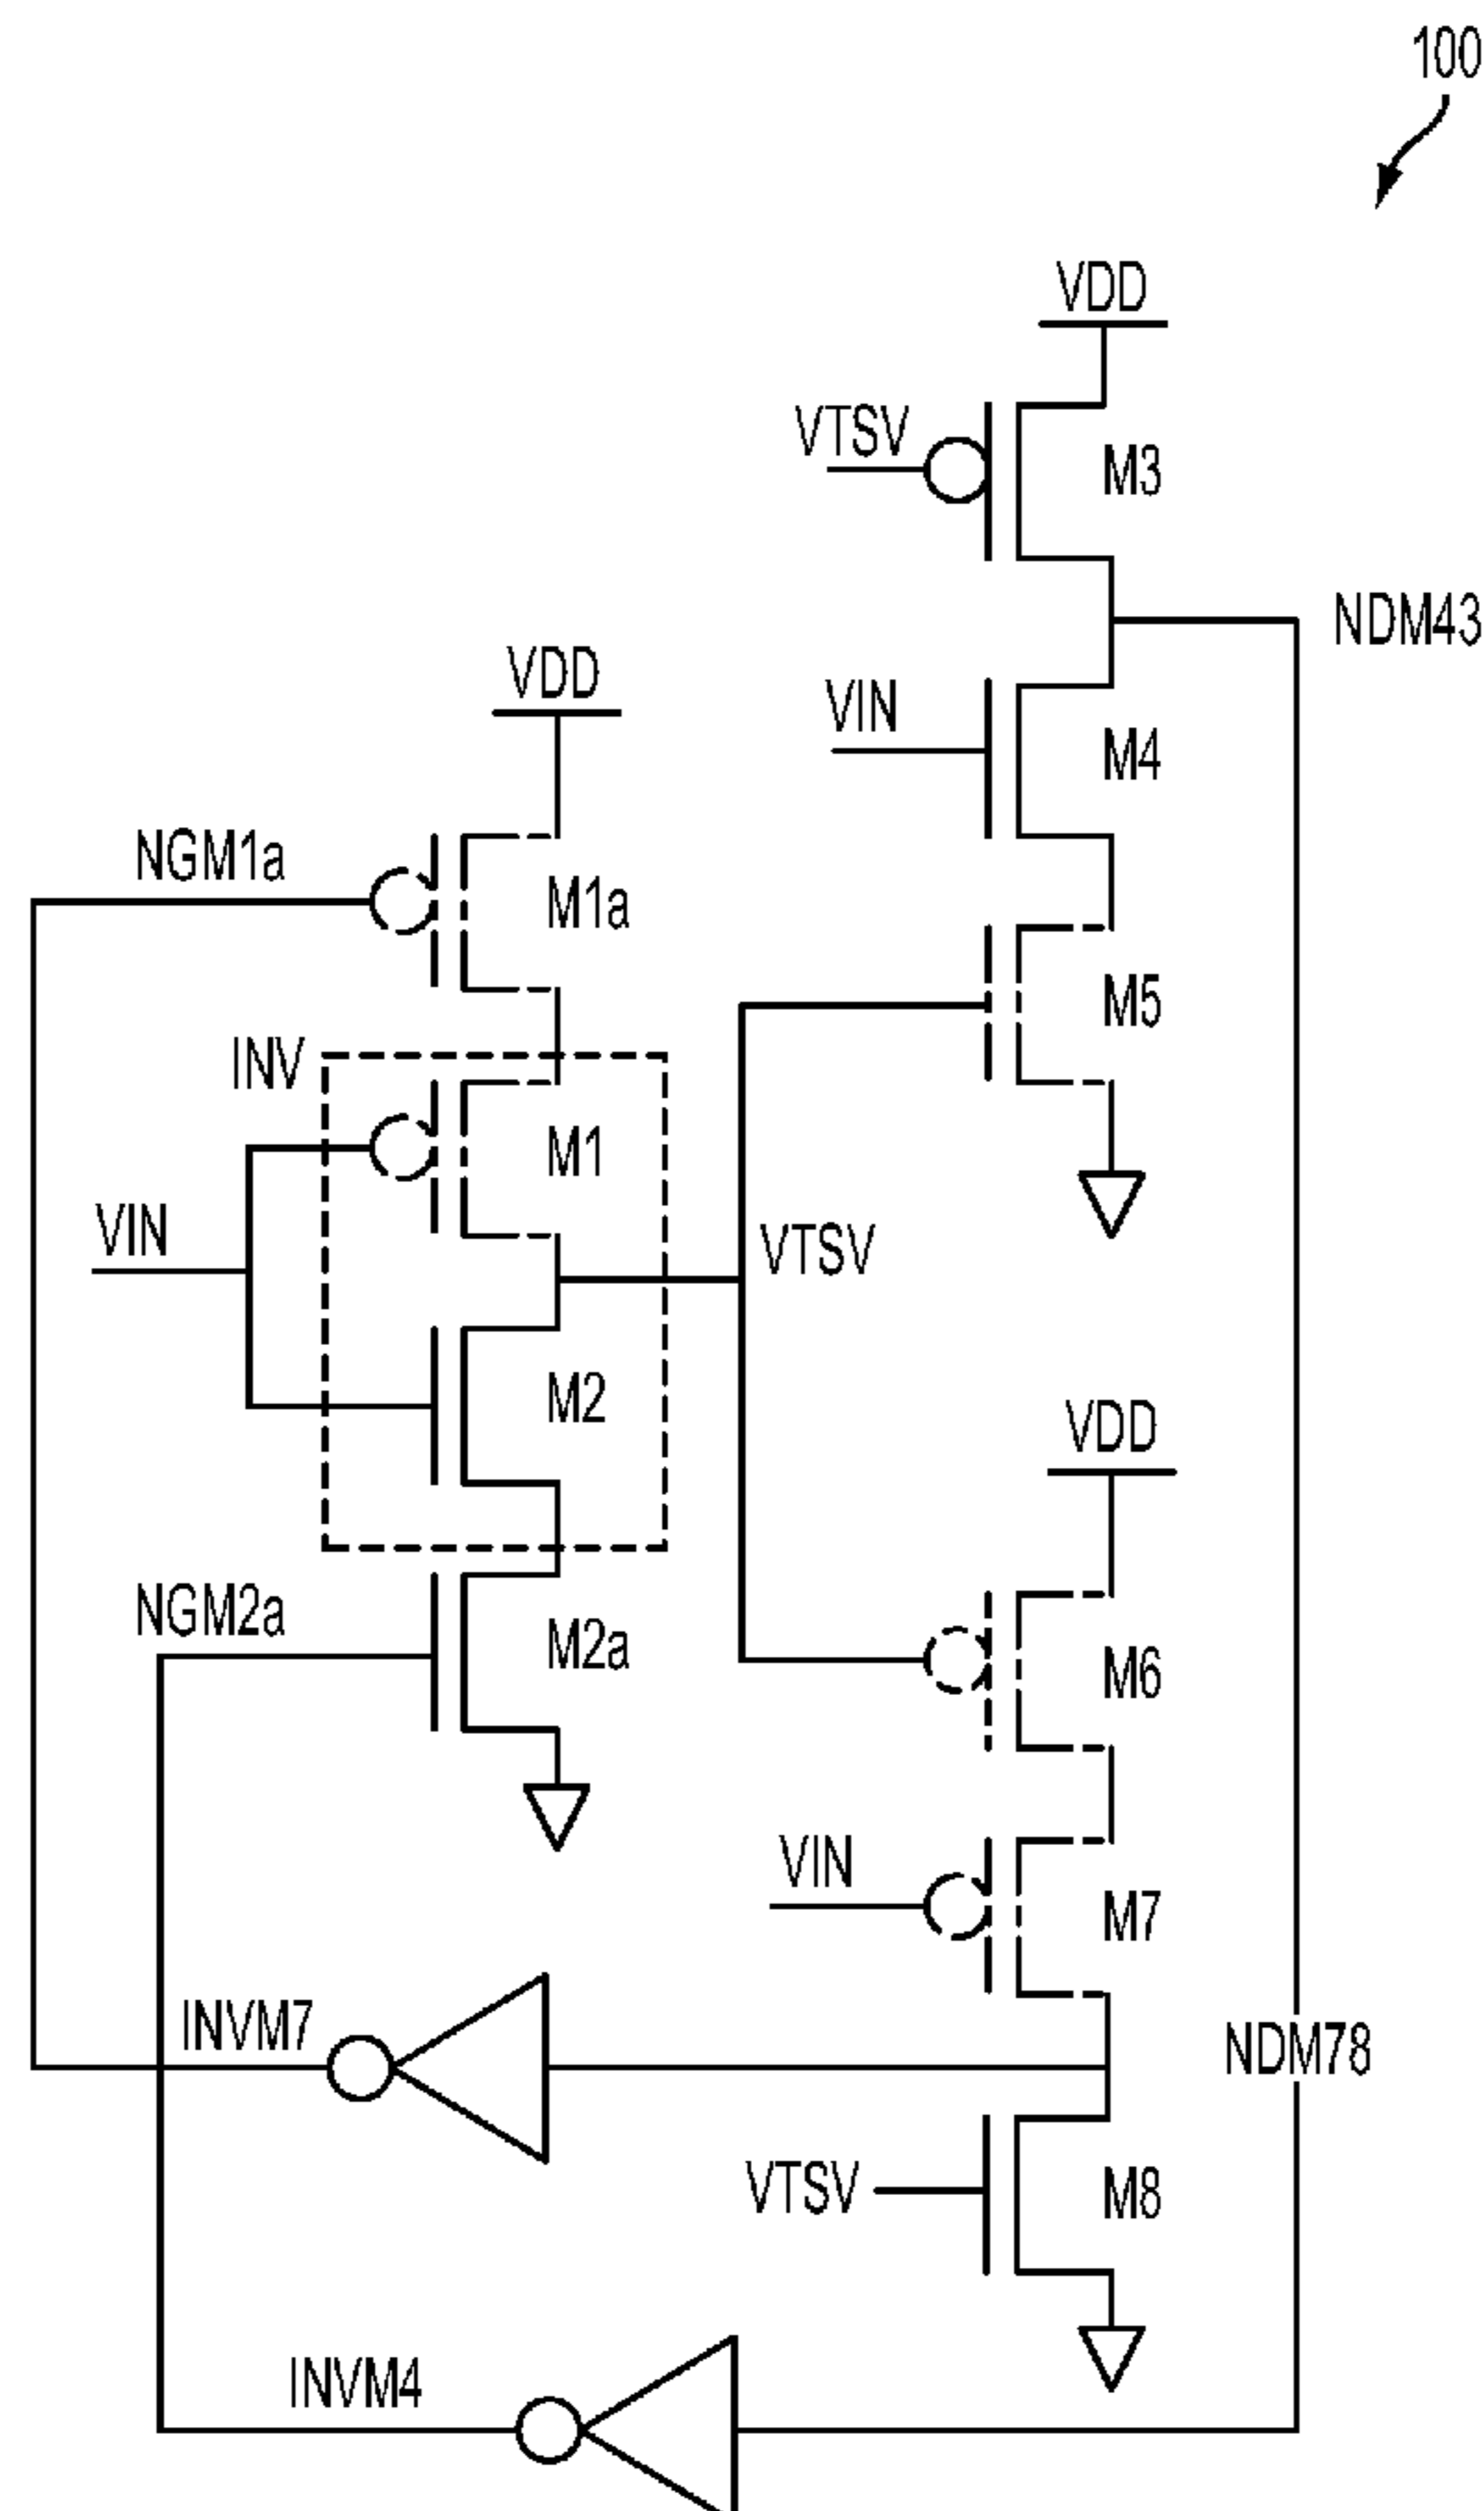 100
VDD
VTSV
M3
NDM43
VDD
VIN
M4
NGM1a
M1a
M5
INV
M1
VIN
VTSV
M2
VDD
NGM2a
M2a
M6
VIN
M7
INVM7
NDM78
VTSV
M8
INVM4